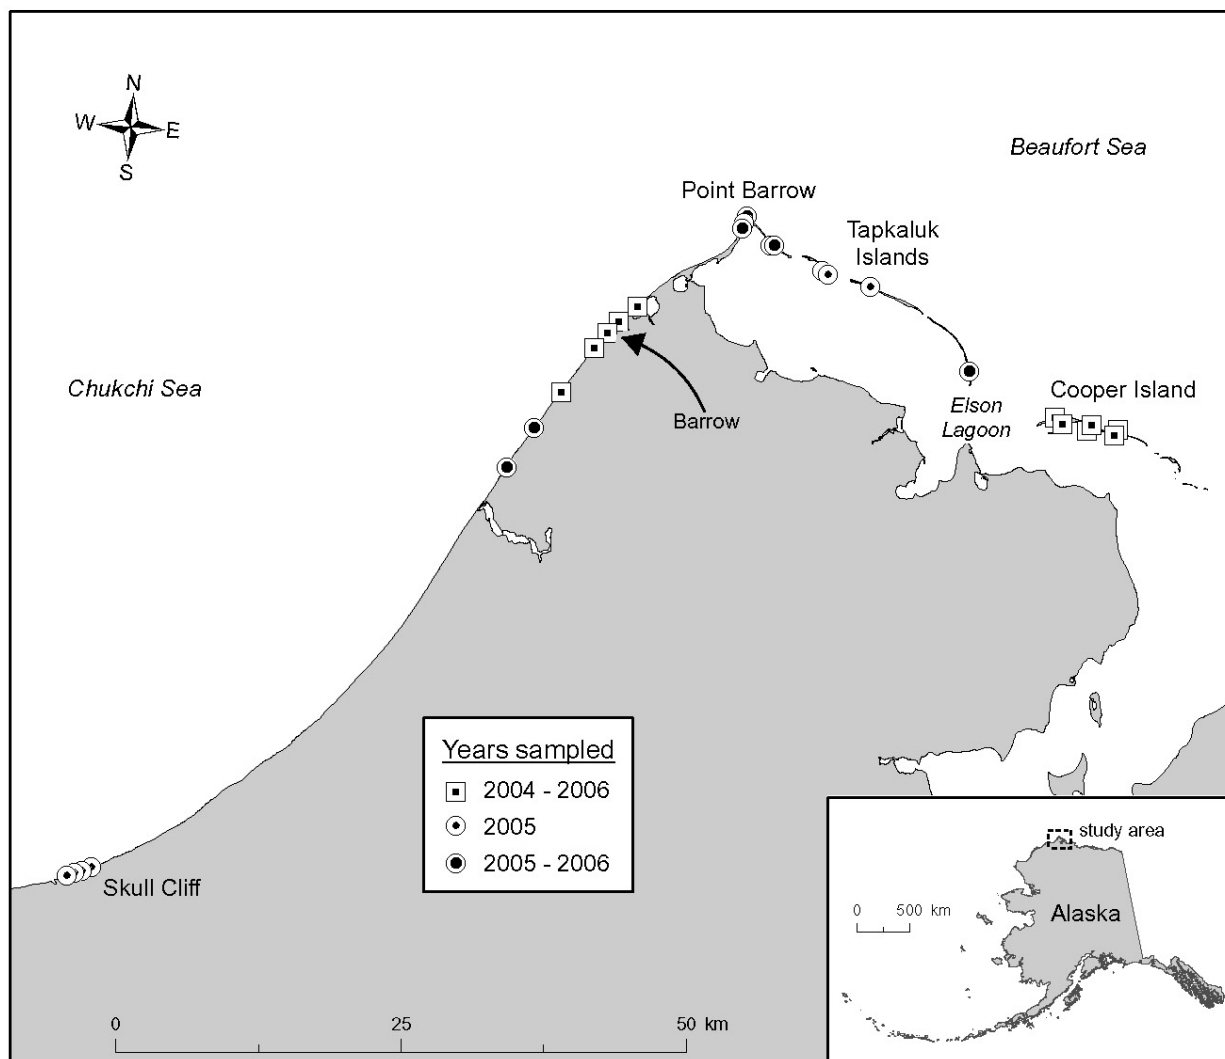 N
W E
S
Beaufort Sea
Point Barrow
Tapkaluk
Islands
Chukchi Sea
Cooper Island
Elson
Lagoon
Barrow
Years sampled
2004 - 2006
2005
2005 - 2006
study area
Skull Cliff
0 500 km
Alaska
0 25 50 km